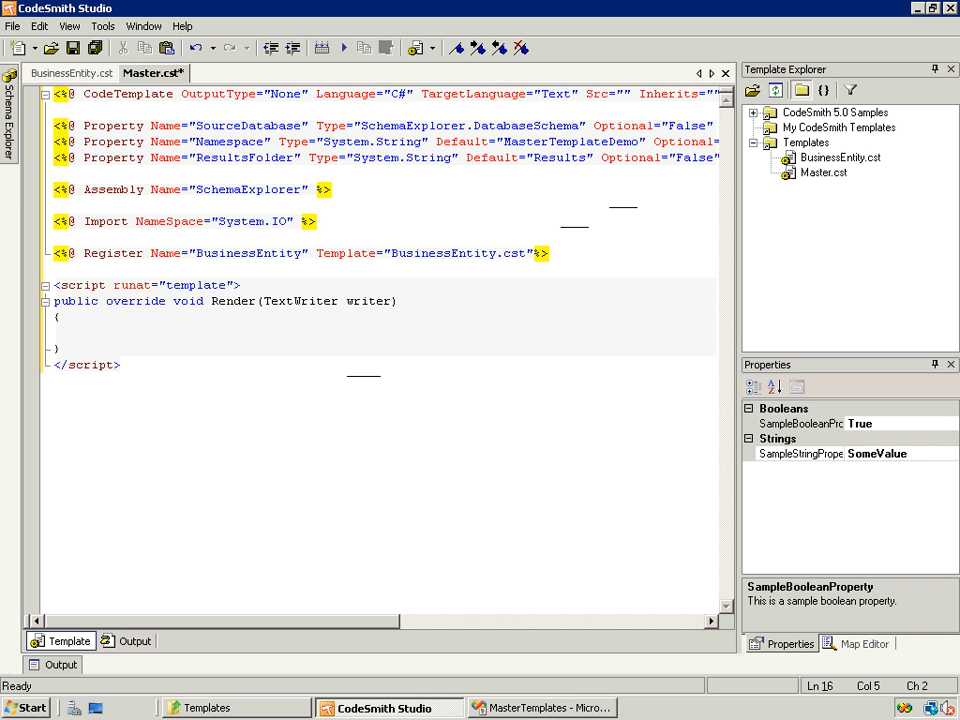 CodeSmith Studio
File Edit View Tools Window Help
BusinessEntity.cst Master.cst*
Schema Explorer
<%@ CodeTemplate OutputType="None" Language="C#" TargetLanguage="Text" Src="" Inherits=""
<%@ Property Name="SourceDatabase" Type="SchemaExplorer.DatabaseSchema" Optional="False"
<%@ Property Name="Namespace" Type="System.String" Default="MasterTemplateDemo" Optional=
<%@ Property Name="ResultsFolder" Type="System.String" Default="Results" Optional="False"
<%@ Assembly Name="SchemaExplorer" %>
<%@ Import NameSpace="System.IO" %>
<%@ Register Name="BusinessEntity" Template="BusinessEntity.cst"%>
<script runat="template">
public override void Render(TextWriter writer)
{
}
</script>
Template Output
Output
Template Explorer
CodeSmith 5.0 Samples
My CodeSmith Templates
Templates
BusinessEntity.cst
Master.cst
Properties
Booleans
SampleBooleanPrc True
Strings
SampleStringPrope SomeValue
SampleBooleanProperty
This is a sample boolean property.
Properties Map Editor
Ready Ln 16 Col 5 Ch 2
Start Templates CodeSmith Studio MasterTemplates - Micro...